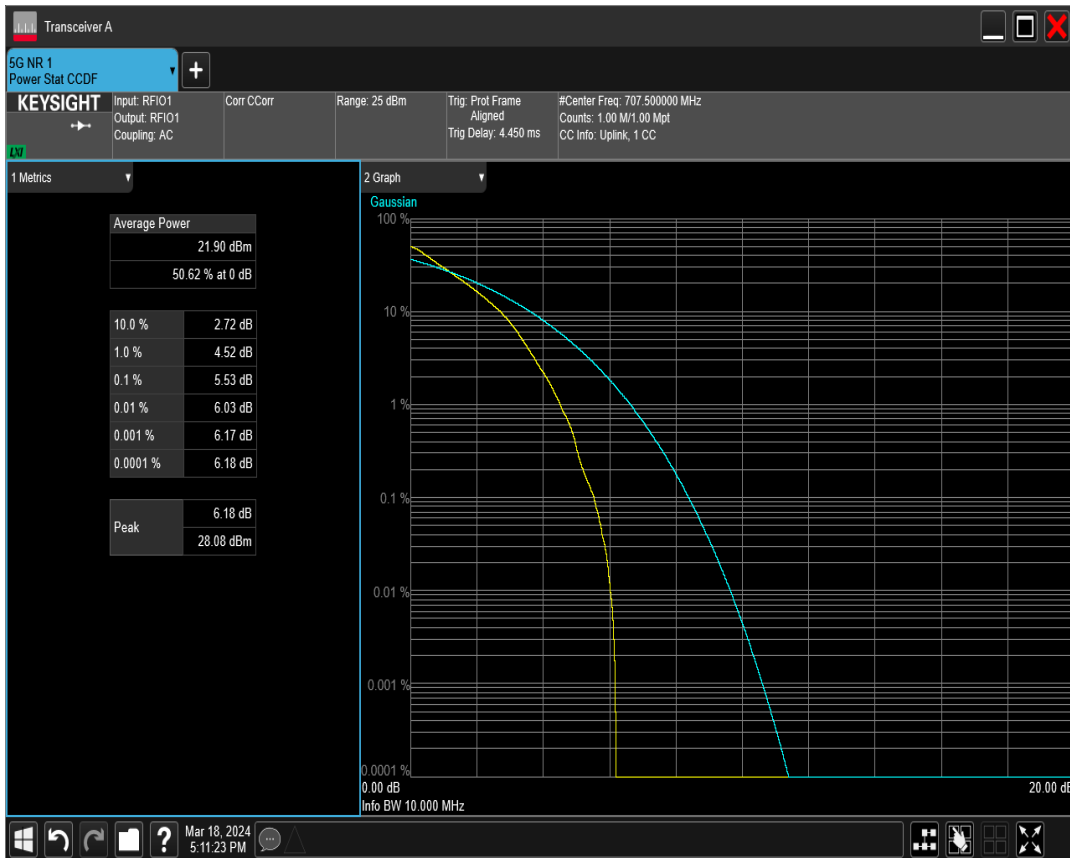 Transceiver A
5G NR 1
Power Stat CCDF
+
KEYSIGHT
LXI
Input: RFIO1
Output: RFIO1
Coupling: AC
Corr CCorr
Range: 25 dBm
Trig: Prot Frame
Aligned
Trig Delay: 4.450 ms
#Center Freq: 707.500000 MHz
Counts: 1.00 M/1.00 Mpt
CC Info: Uplink, 1 CC
1 Metrics
Average Power
21.90 dBm
50.62 % at 0 dB
10.0 % 2.72 dB
1.0 % 4.52 dB
0.1 % 5.53 dB
0.01 % 6.03 dB
0.001 % 6.17 dB
0.0001 % 6.18 dB
Peak
6.18 dB
28.08 dBm
2 Graph
Gaussian
100 %
10 %
1 %
0.1 %
0.01 %
0.001 %
0.0001 %
0.00 dB 20.00 dB
Info BW 10.000 MHz
?
Mar 18, 2024
5:11:23 PM